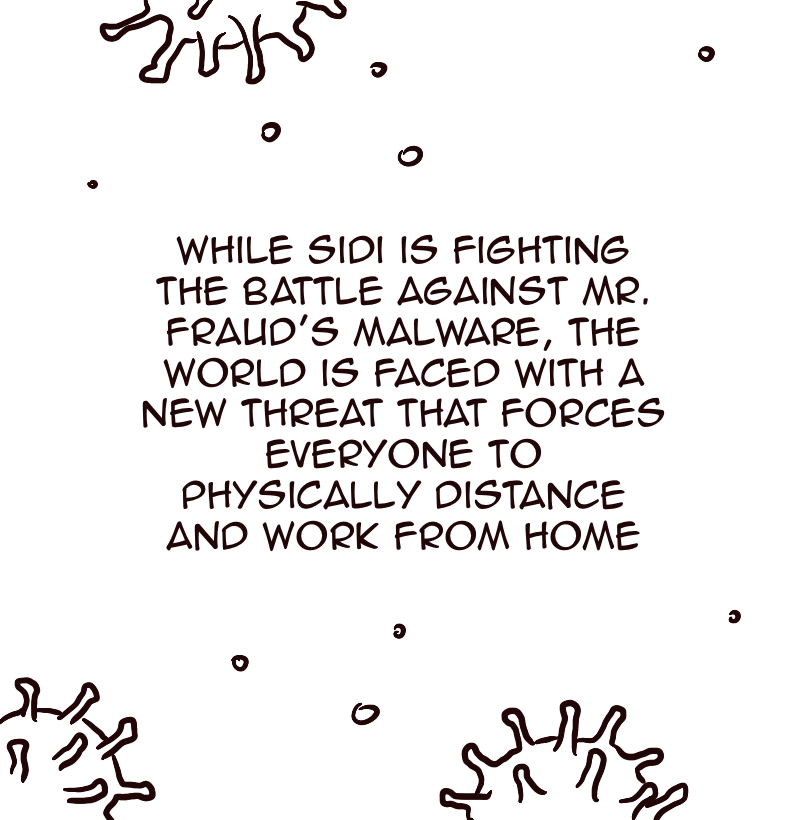 WHILE SIDI IS FIGHTING
THE BATTLE AGAINST MR.
FRAUD'S MALWARE, THE
WORLD IS FACED WITH A
NEW THREAT THAT FORCES
EVERYONE TO
PHYSICALLY DISTANCE
AND WORK FROM HOME